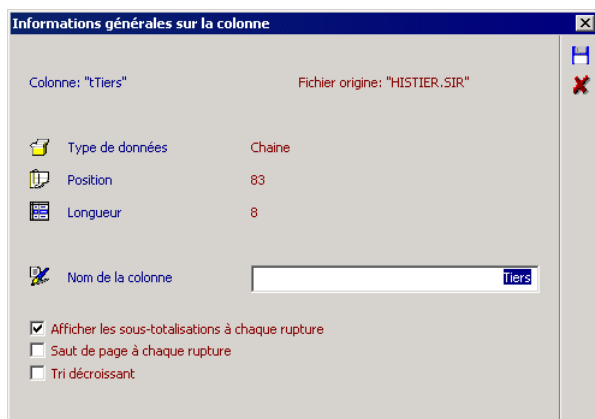 Informations générales sur la colonne
Colonne: "tTiers" Fichier origine: "HISTIER.SIR"
Type de données Chaine
Position 83
Longueur 8
Nom de la colonne Tiers
Afficher les sous-totalisations à chaque rupture
Saut de page à chaque rupture
Tri décroissant